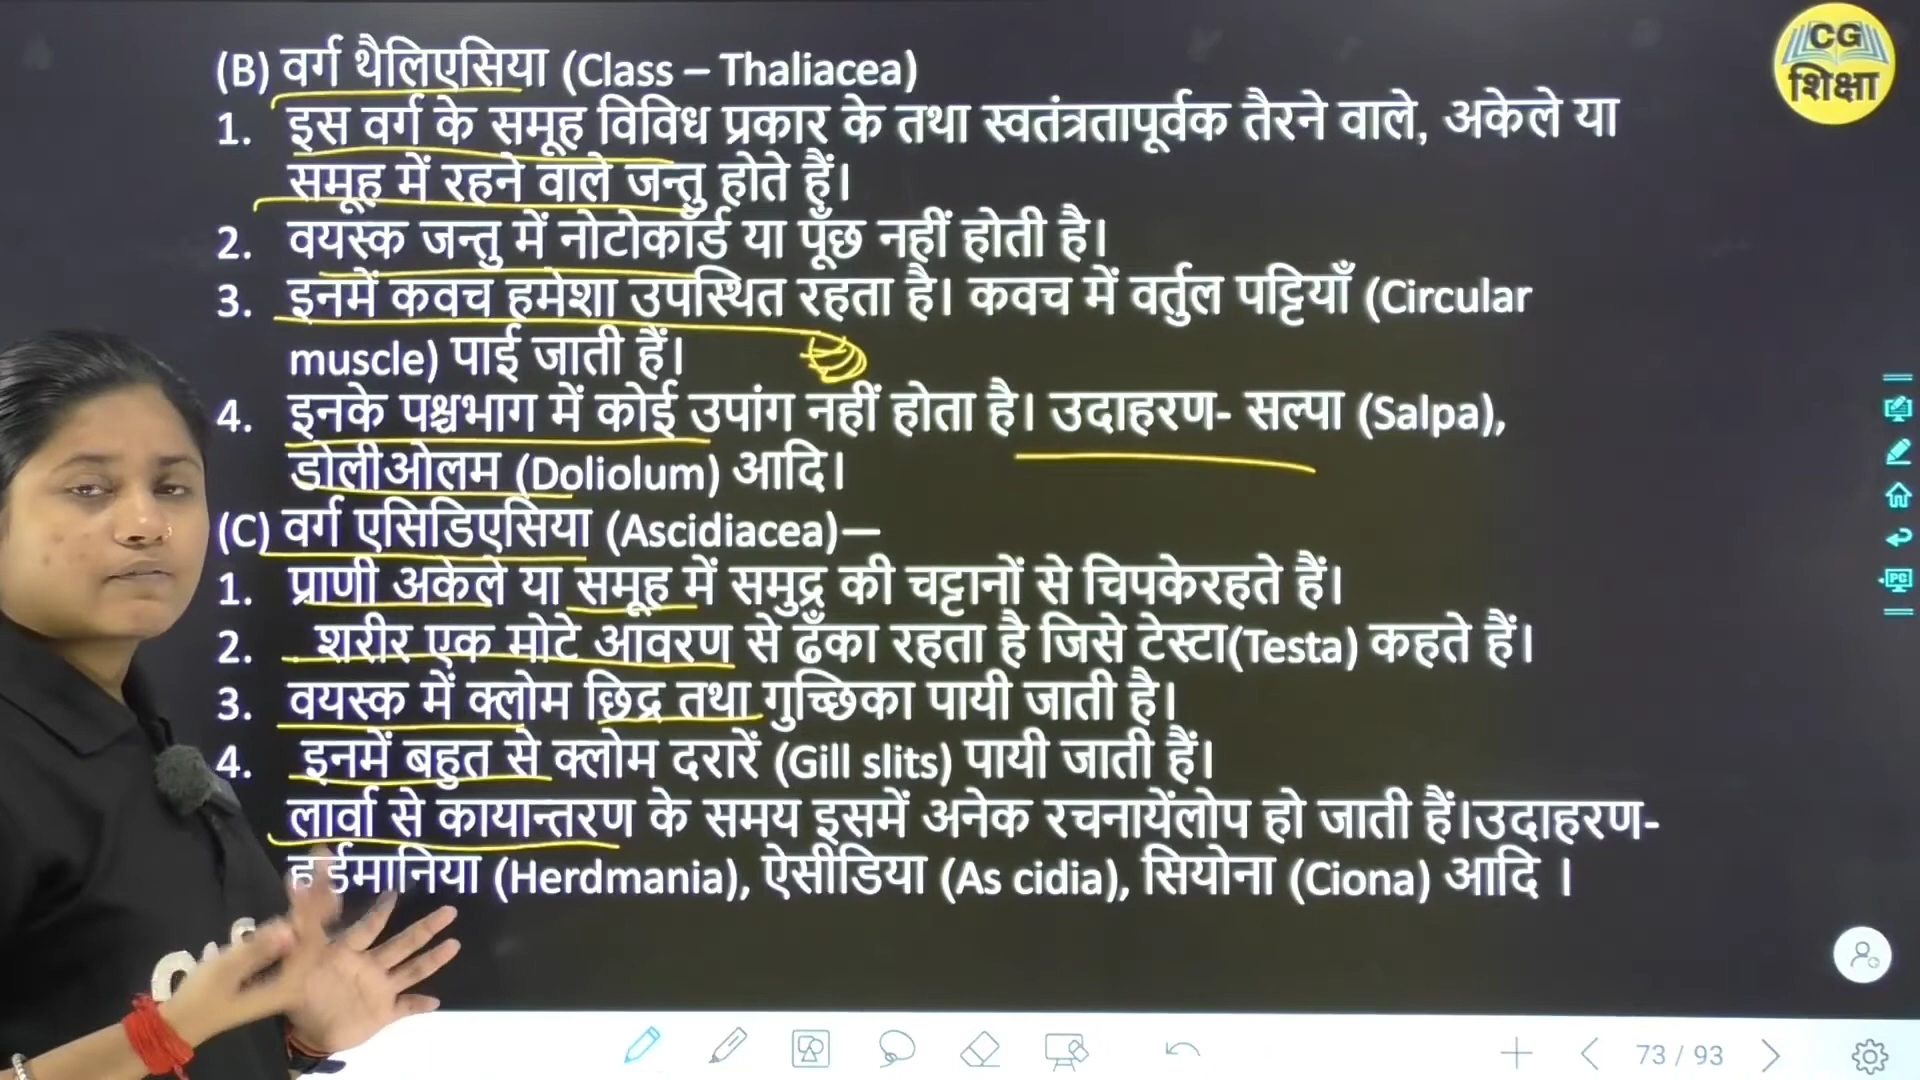 CG
शिक्षा
(B) वर्ग थैलिएसिया (Class – Thaliacea)
1. इस वर्ग के समूह विविध प्रकार के तथा स्वतंत्रतापूर्वक तैरने वाले, अकेले या
समूह में रहने वाले जन्तु होते हैं।
2. वयस्क जन्तु में नोटोकॉर्ड या पूँछ नहीं होती है।
3. इनमें कवच हमेशा उपस्थित रहता है। कवच में वर्तुल पट्टियाँ (Circular
muscle) पाई जाती हैं।
4. इनके पश्चभाग में कोई उपांग नहीं होता है। उदाहरण- सल्पा (Salpa),
डोलीओलम (Doliolum) आदि।
(C) वर्ग एसिडिएसिया (Ascidiacea)—
1. प्राणी अकेले या समूह में समुद्र की चट्टानों से चिपकेरहते हैं।
2. शरीर एक मोटे आवरण से ढँका रहता है जिसे टेस्टा(Testa) कहते हैं।
3. वयस्क में क्लोम छिद्र तथा गुच्छिका पायी जाती है।
4. इनमें बहुत से क्लोम दरारें (Gill slits) पायी जाती हैं।
लार्वा से कायान्तरण के समय इसमें अनेक रचनायेंलोप हो जाती हैं।उदाहरण-
हर्डमानिया (Herdmania), ऐसीडिया (As cidia), सियोना (Ciona) आदि ।
PC
73 / 93